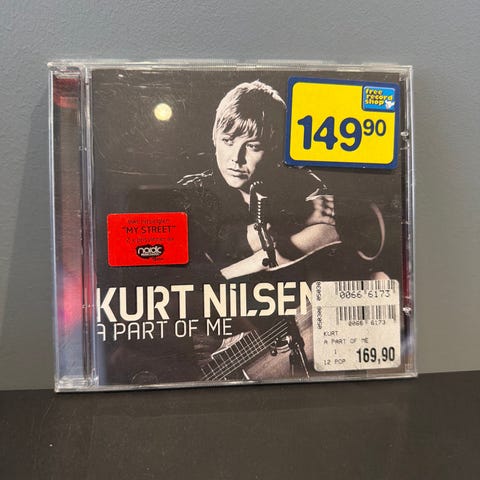 free
record
shop
149 90
"MY STREET"
nordic
KURT NiLSEN
A PART OF ME
0066 6173
0066 6173
KURT
A PART OF ME
1
12 POP 169,90